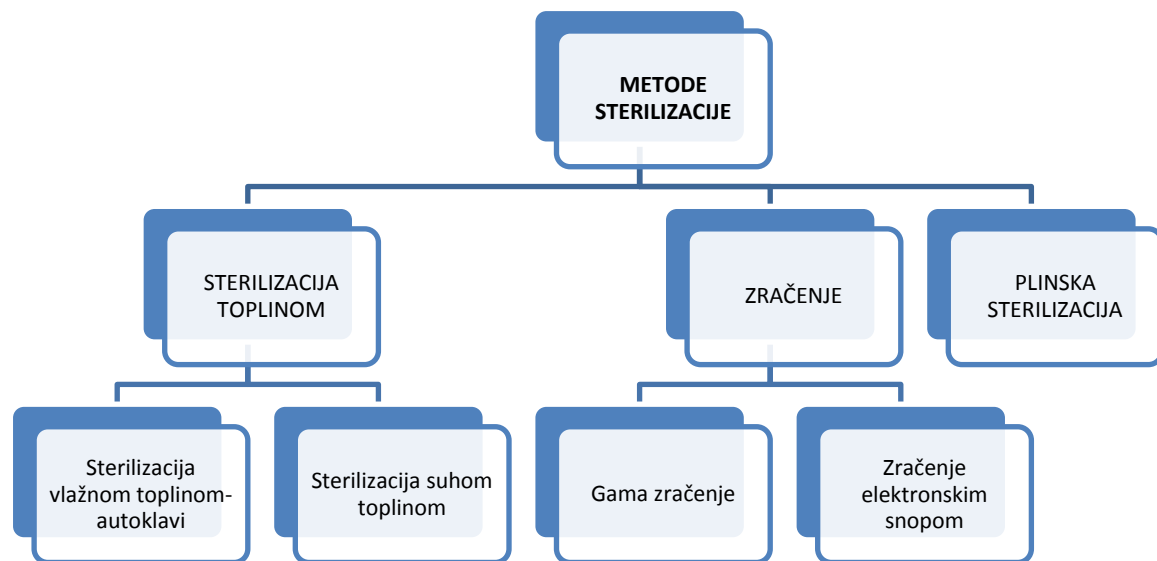 METODE
STERILIZACIJE
STERILIZACIJA
TOPLINOM
ZRAČENJE
PLINSKA
STERILIZACIJA
Sterilizacija
vlažnom toplinom-
autoklavi
Sterilizacija suhom
toplinom
Gama zračenje
Zračenje
elektronskim
snopom